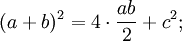 (a + b)² = 4 · ab/2 + c²;